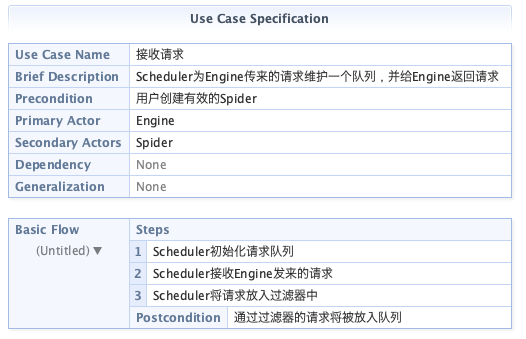 Use Case Specification
Use Case Name 接收请求
Brief Description Scheduler为Engine传来的请求维护一个队列，并给Engine返回请求
Precondition 用户创建有效的Spider
Primary Actor Engine
Secondary Actors Spider
Dependency None
Generalization None
Basic Flow Steps
(Untitled) ▼
1 Scheduler初始化请求队列
2 Scheduler接收Engine发来的请求
3 Scheduler将请求放入过滤器中
Postcondition 通过过滤器的请求将被放入队列